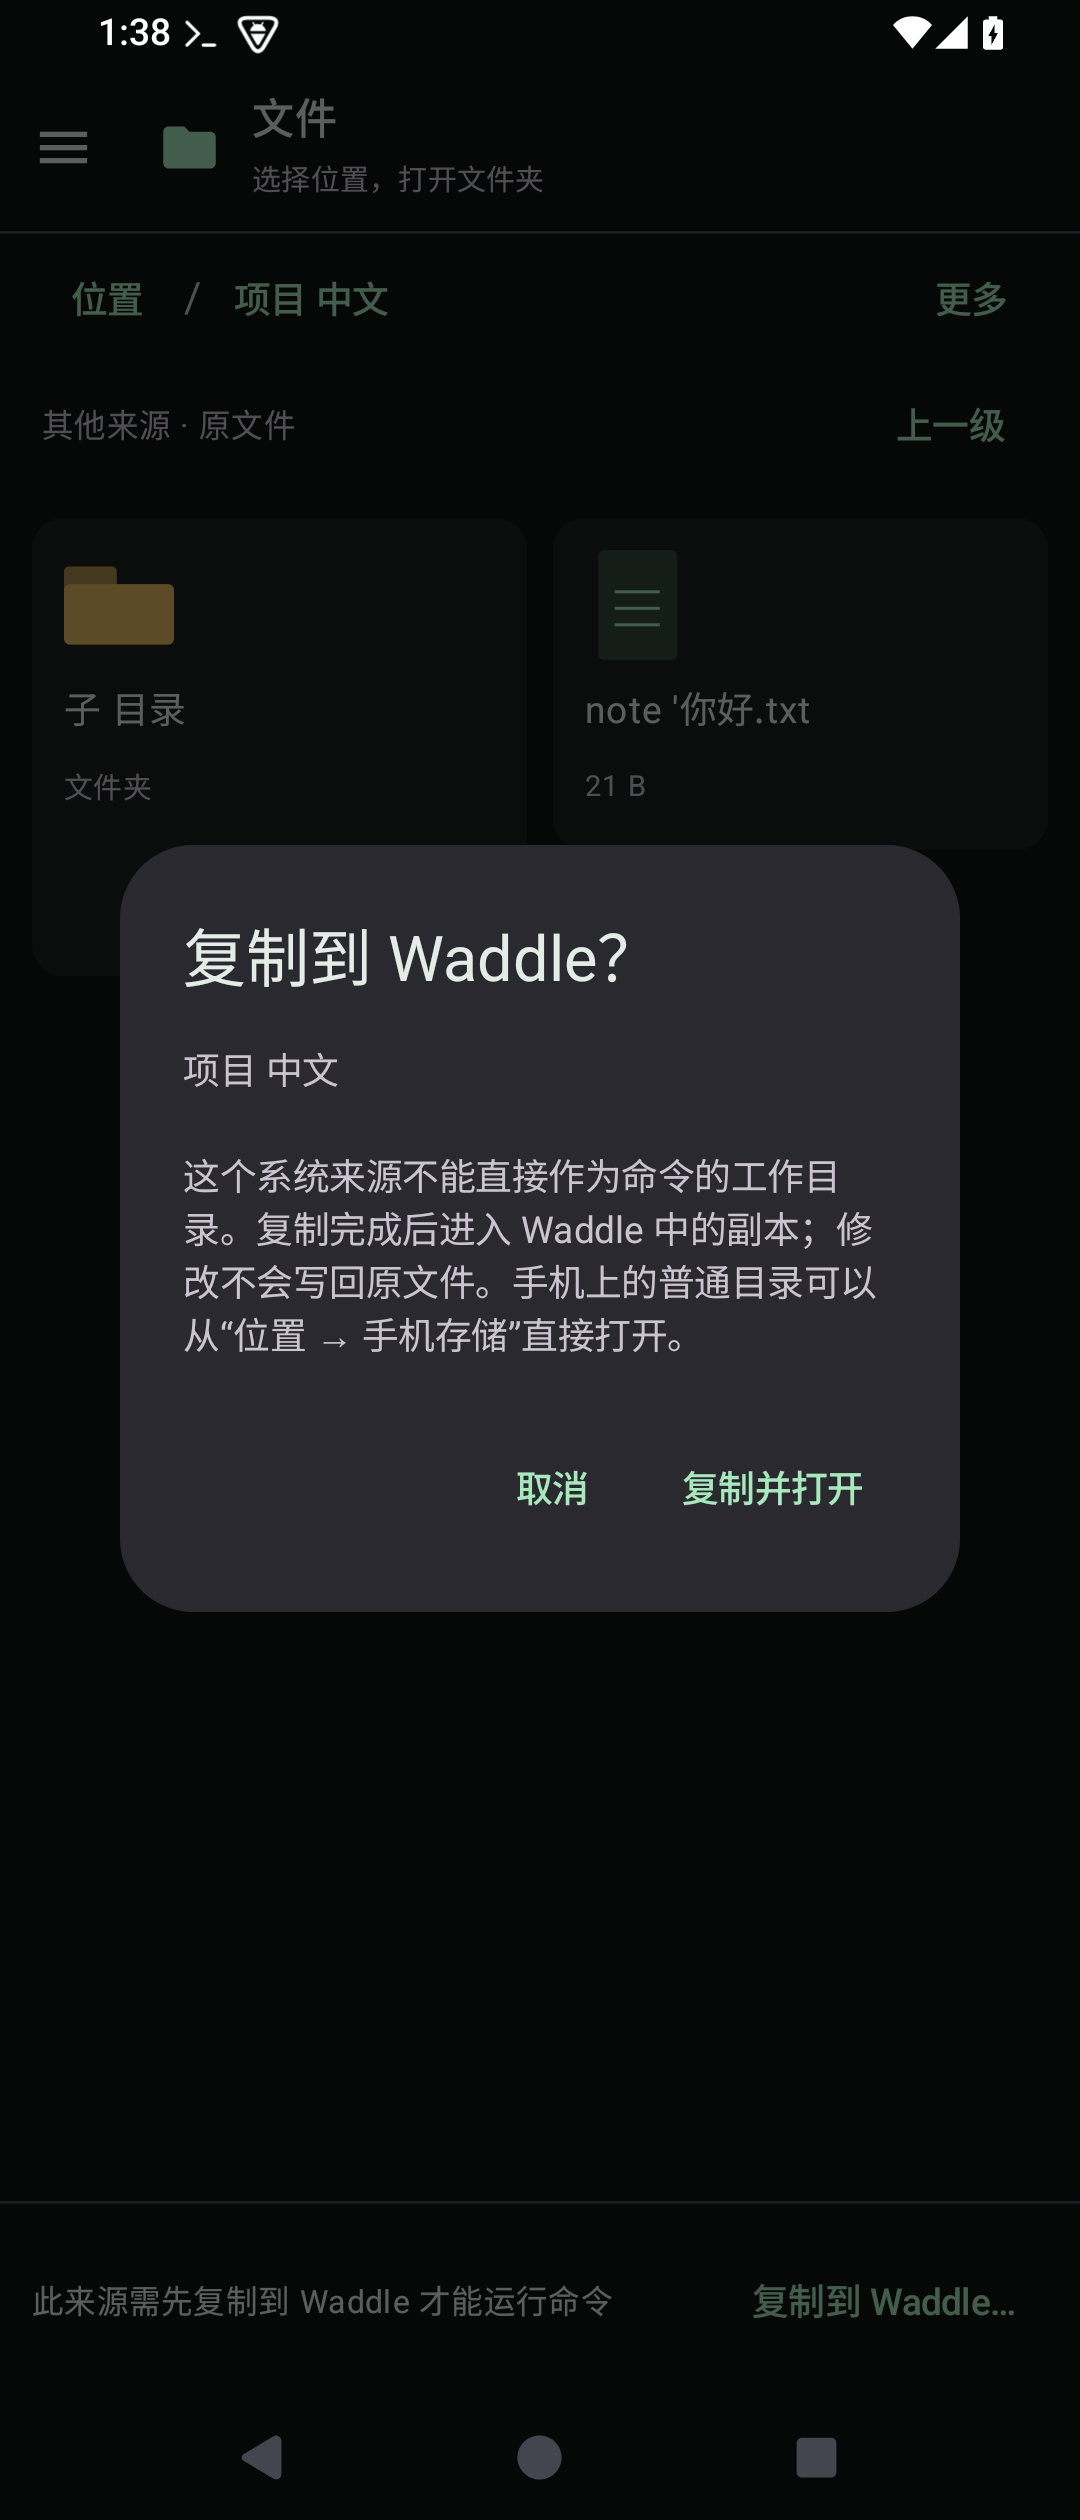 1:38
文件
选择位置，打开文件夹
位置 / 项目 中文 更多
其他来源 · 原文件 上一级
子 目录
文件夹
note '你好.txt
21 B
复制到 Waddle？
项目 中文
这个系统来源不能直接作为命令的工作目
录。复制完成后进入 Waddle 中的副本；修
改不会写回原文件。手机上的普通目录可以
从“位置 → 手机存储”直接打开。
取消 复制并打开
此来源需先复制到 Waddle 才能运行命令 复制到 Waddle…